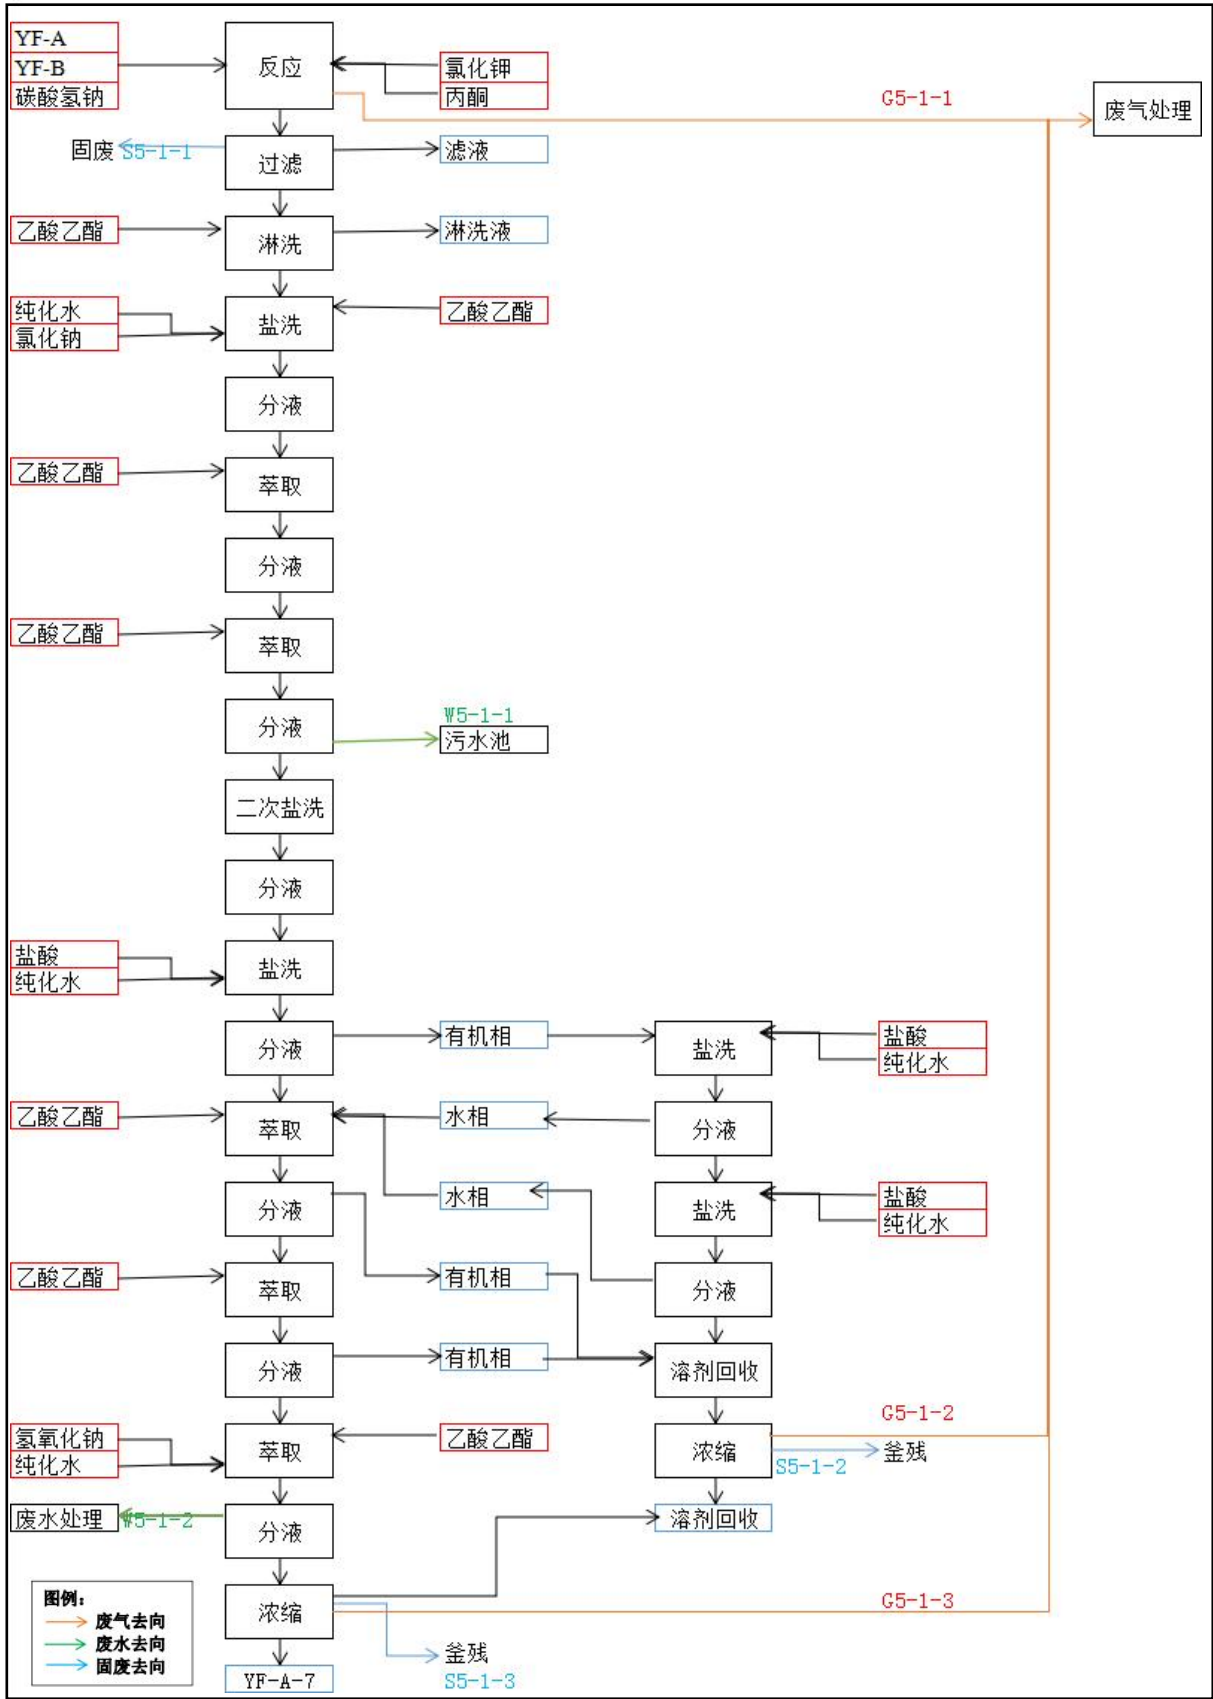 YF-A
YF-B
碳酸氢钠
反应
氯化钾
丙酮
G5-1-1
废气处理
固废 S5-1-1
过滤
滤液
乙酸乙酯
淋洗
淋洗液
纯化水
氯化钠
盐洗
乙酸乙酯
分液
乙酸乙酯
萃取
分液
乙酸乙酯
萃取
分液
W5-1-1
污水池
二次盐洗
分液
盐酸
纯化水
盐洗
分液
有机相
盐洗
盐酸
纯化水
乙酸乙酯
萃取
水相
分液
分液
水相
盐洗
盐酸
纯化水
乙酸乙酯
萃取
有机相
分液
分液
有机相
溶剂回收
氢氧化钠
纯化水
萃取
乙酸乙酯
浓缩
G5-1-2
S5-1-2
釜残
废水处理
W5-1-2
分液
溶剂回收
浓缩
G5-1-3
釜残
S5-1-3
YF-A-7
图例：
废气去向
废水去向
固废去向